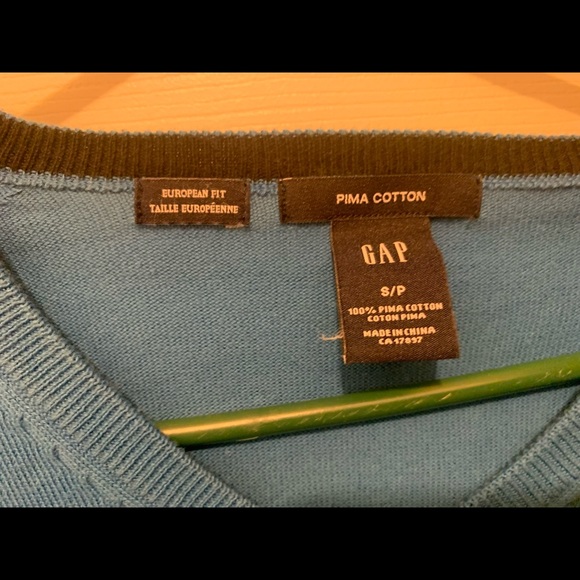 EUROPEAN FIT
TAILLE EUROPÉENNE
PIMA COTTON
GAP
S/P
100% PIMA COTTON
COTON PIMA
MADE IN CHINA
CA 17897